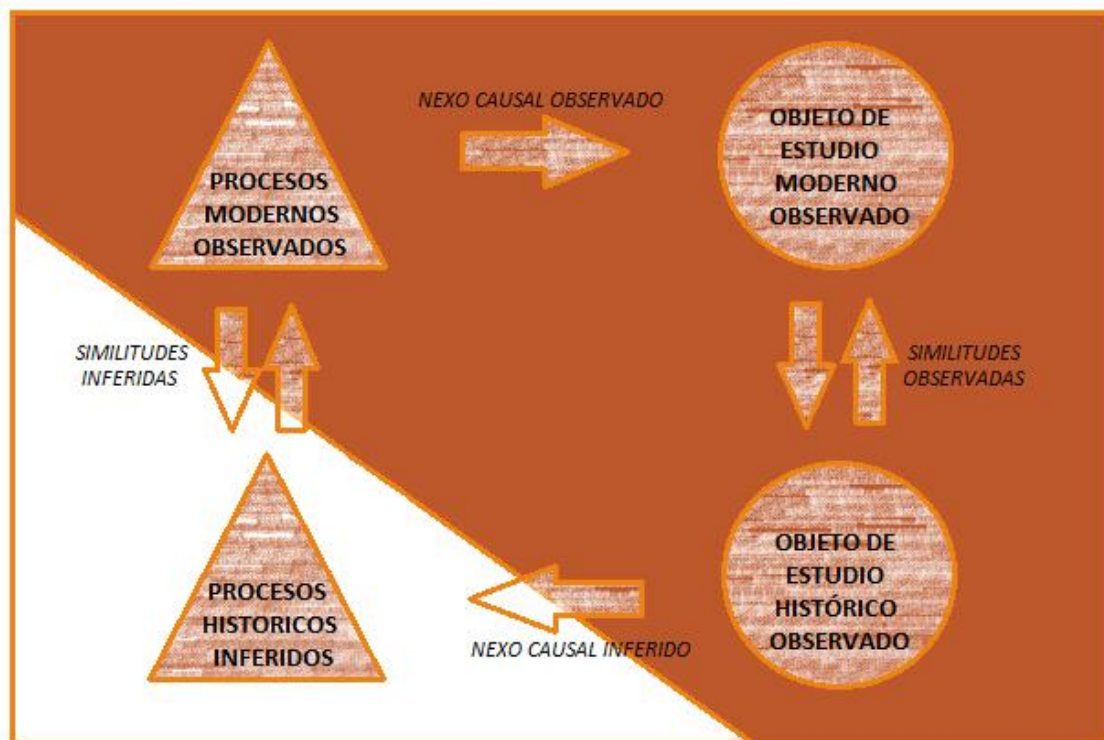 NEXO CAUSAL OBSERVADO
PROCESOS
MODERNOS
OBSERVADOS
OBJETO DE
ESTUDIO
MODERNO
OBSERVADO
SIMILITUDES
INFERIDAS
SIMILITUDES
OBSERVADAS
PROCESOS
HISTORICOS
INFERIDOS
NEXO CAUSAL INFERIDO
OBJETO DE
ESTUDIO
HISTÓRICO
OBSERVADO